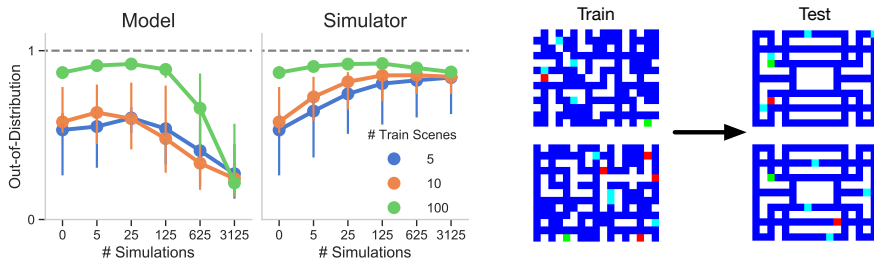 Model
Simulator
Out-of-Distribution
1
0
# Train Scenes
5
10
100
0 5 25 125 625 3125
# Simulations
0 5 25 125 625 3125
# Simulations
Train
Test